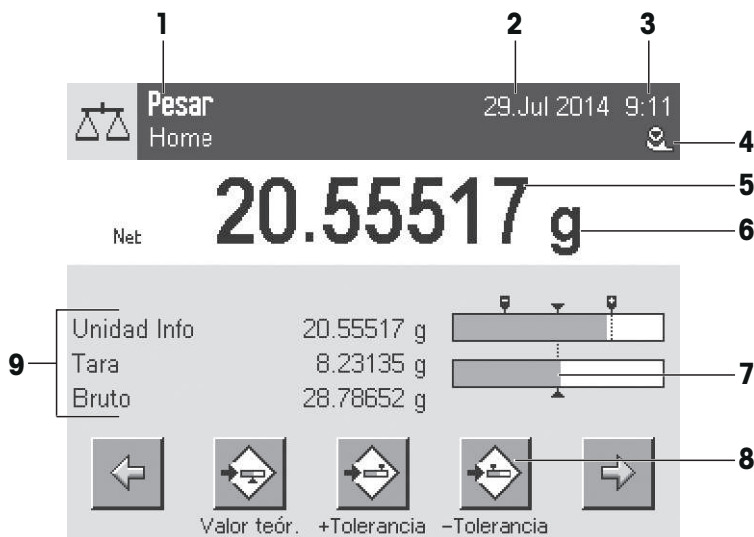 1 2 3
Pesar 29.Jul 2014 9:11
Home
4
Net 20.55517 g
5
6
Unidad Info 20.55517 g
9 Tara 8.23135 g
7
Bruto 28.78652 g
8
Valor teór. +Tolerancia −Tolerancia